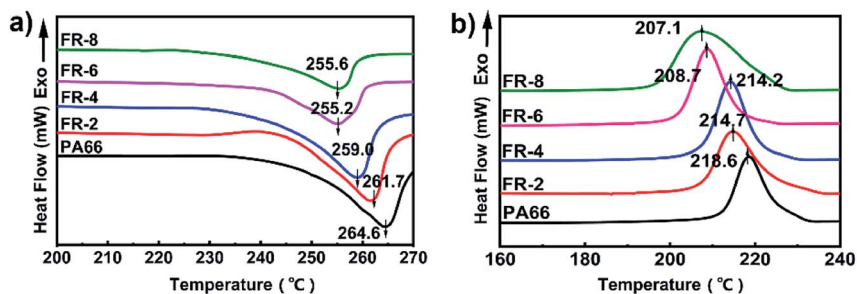 a)
Heat Flow (mW) Exo
FR-8
FR-6
FR-4
FR-2
PA66
255.6
255.2
259.0
261.7
264.6
200 210 220 230 240 250 260 270
Temperature (℃)
b)
Heat Flow (mW) Exo
207.1
FR-8
208.7
214.2
FR-6
FR-4
214.7
218.6
FR-2
PA66
160 180 200 220 240
Temperature (℃)